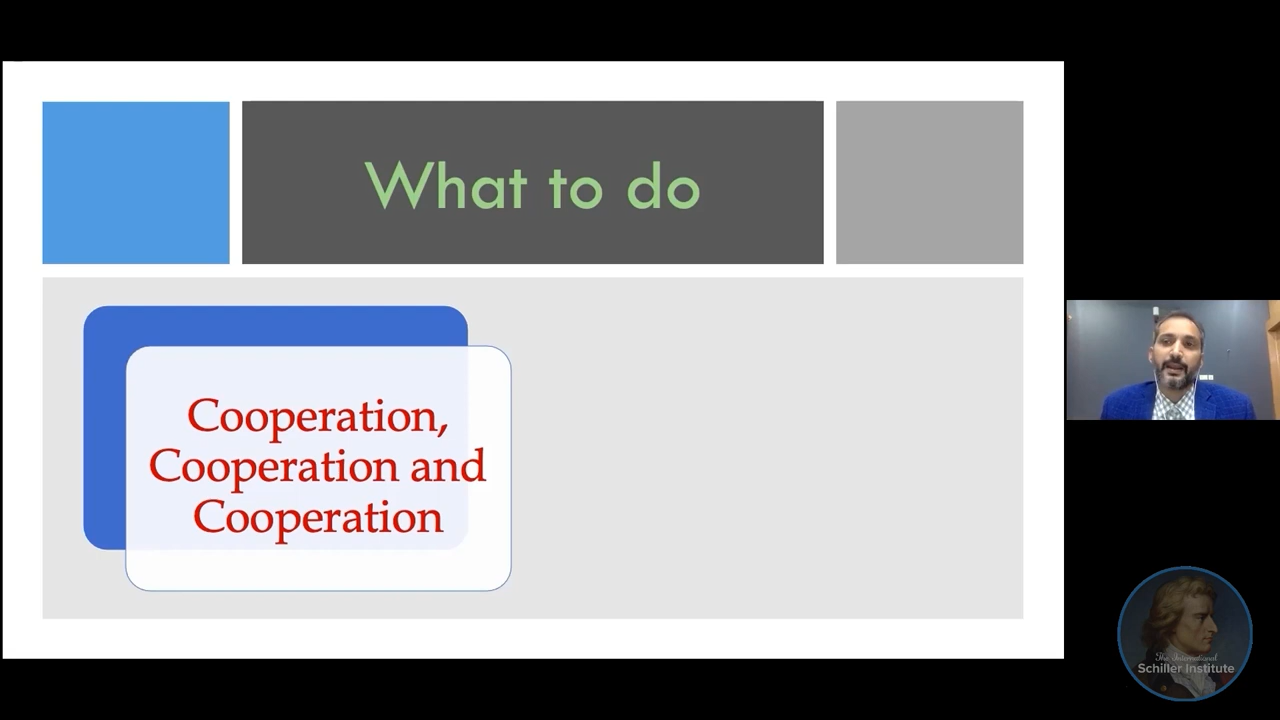 What to do
Cooperation,
Cooperation and
Cooperation
The International
Schiller Institute